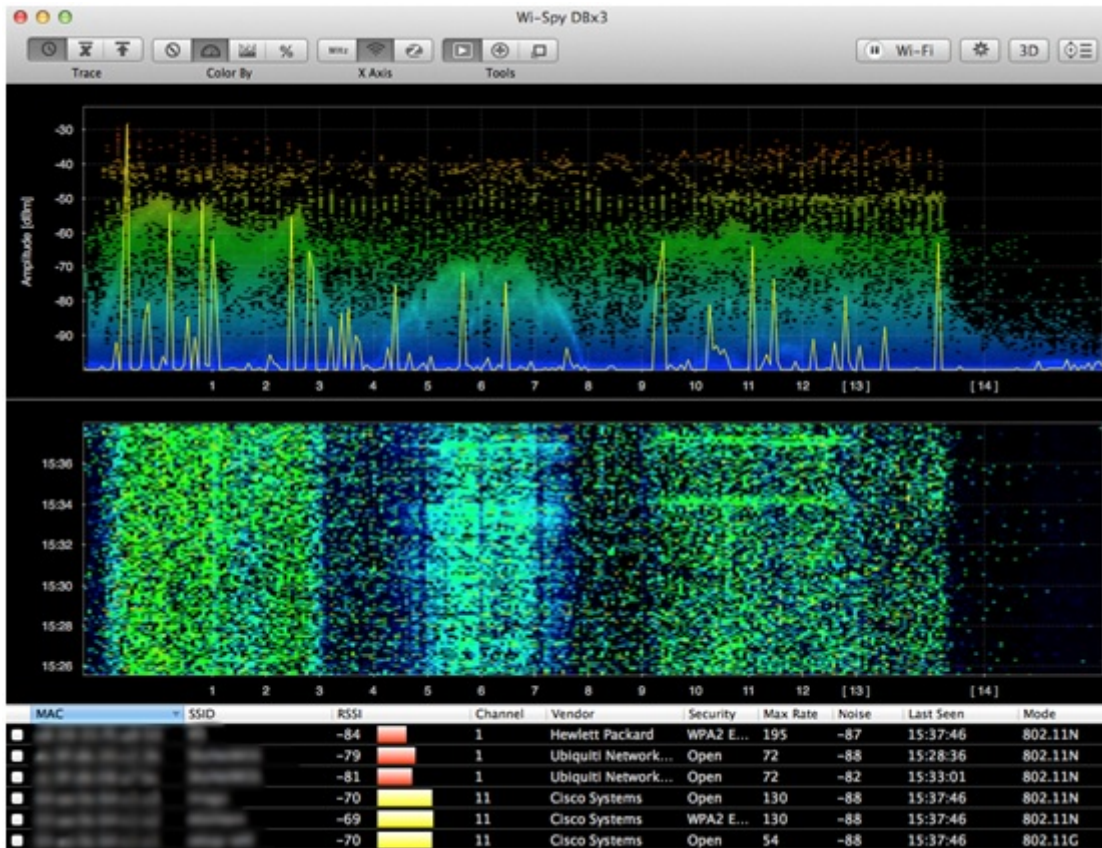 Wi-Spy DBx3
MHz Wi-Fi 3D
Trace Color By X Axis Tools
Amplitude [dBm]
-30
-40
-50
-60
-70
-80
-90
1 2 3 4 5 6 7 8 9 10 11 12 [ 13 ] [ 14 ]
15:36
15:34
15:32
15:30
15:28
15:26
1 2 3 4 5 6 7 8 9 10 11 12 [ 13 ] [ 14 ]
MAC SSID RSSI Channel Vendor Security Max Rate Noise Last Seen Mode
-84 1 Hewlett Packard WPA2 E... 195 -87 15:37:46 802.11N
-79 1 Ubiquiti Network... Open 72 -88 15:28:36 802.11N
-81 1 Ubiquiti Network... Open 72 -82 15:33:01 802.11N
-70 11 Cisco Systems Open 130 -88 15:37:46 802.11N
-69 11 Cisco Systems WPA2 E... 130 -88 15:37:46 802.11N
-70 11 Cisco Systems Open 54 -88 15:37:46 802.11G